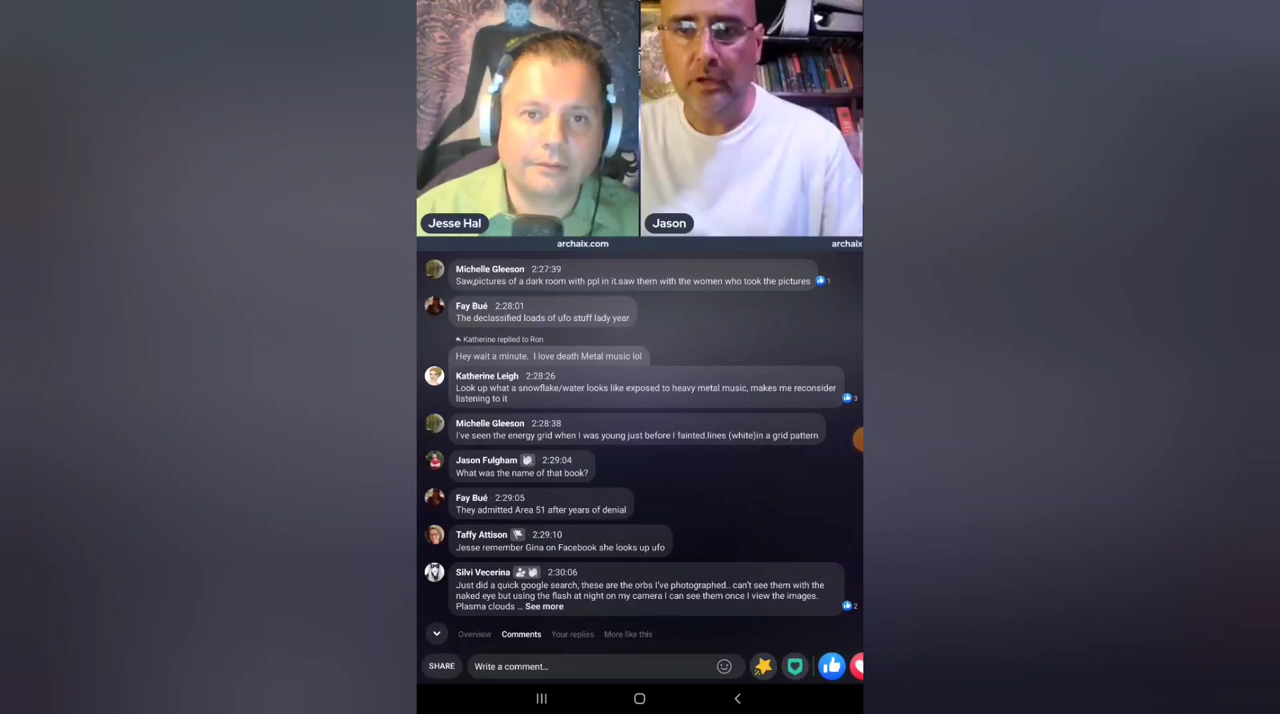 Jesse Hal
Jason
archaix.com
archaix
Michelle Gleeson 2:27:39
Saw,pictures of a dark room with ppl in it.saw them with the women who took the pictures
1
Fay Bué 2:28:01
The declassified loads of ufo stuff lady year
Katherine replied to Ron
Hey wait a minute. I love death Metal music lol
Katherine Leigh 2:28:26
Look up what a snowflake/water looks like exposed to heavy metal music, makes me reconsider
listening to it
3
Michelle Gleeson 2:28:38
I've seen the energy grid when I was young just before I fainted.lines (white)in a grid pattern
Jason Fulgham 2:29:04
What was the name of that book?
Fay Bué · 2:29:05
They admitted Area 51 after years of denial
Taffy Attison 2:29:10
Jesse remember Gina on Facebook she looks up ufo
Silvi Vecerina 2:30:06
Just did a quick google search, these are the orbs I've photographed.. can't see them with the
naked eye but using the flash at night on my camera I can see them once I view the images.
Plasma clouds ... See more
2
Overview Comments Your replies More like this
SHARE Write a comment...